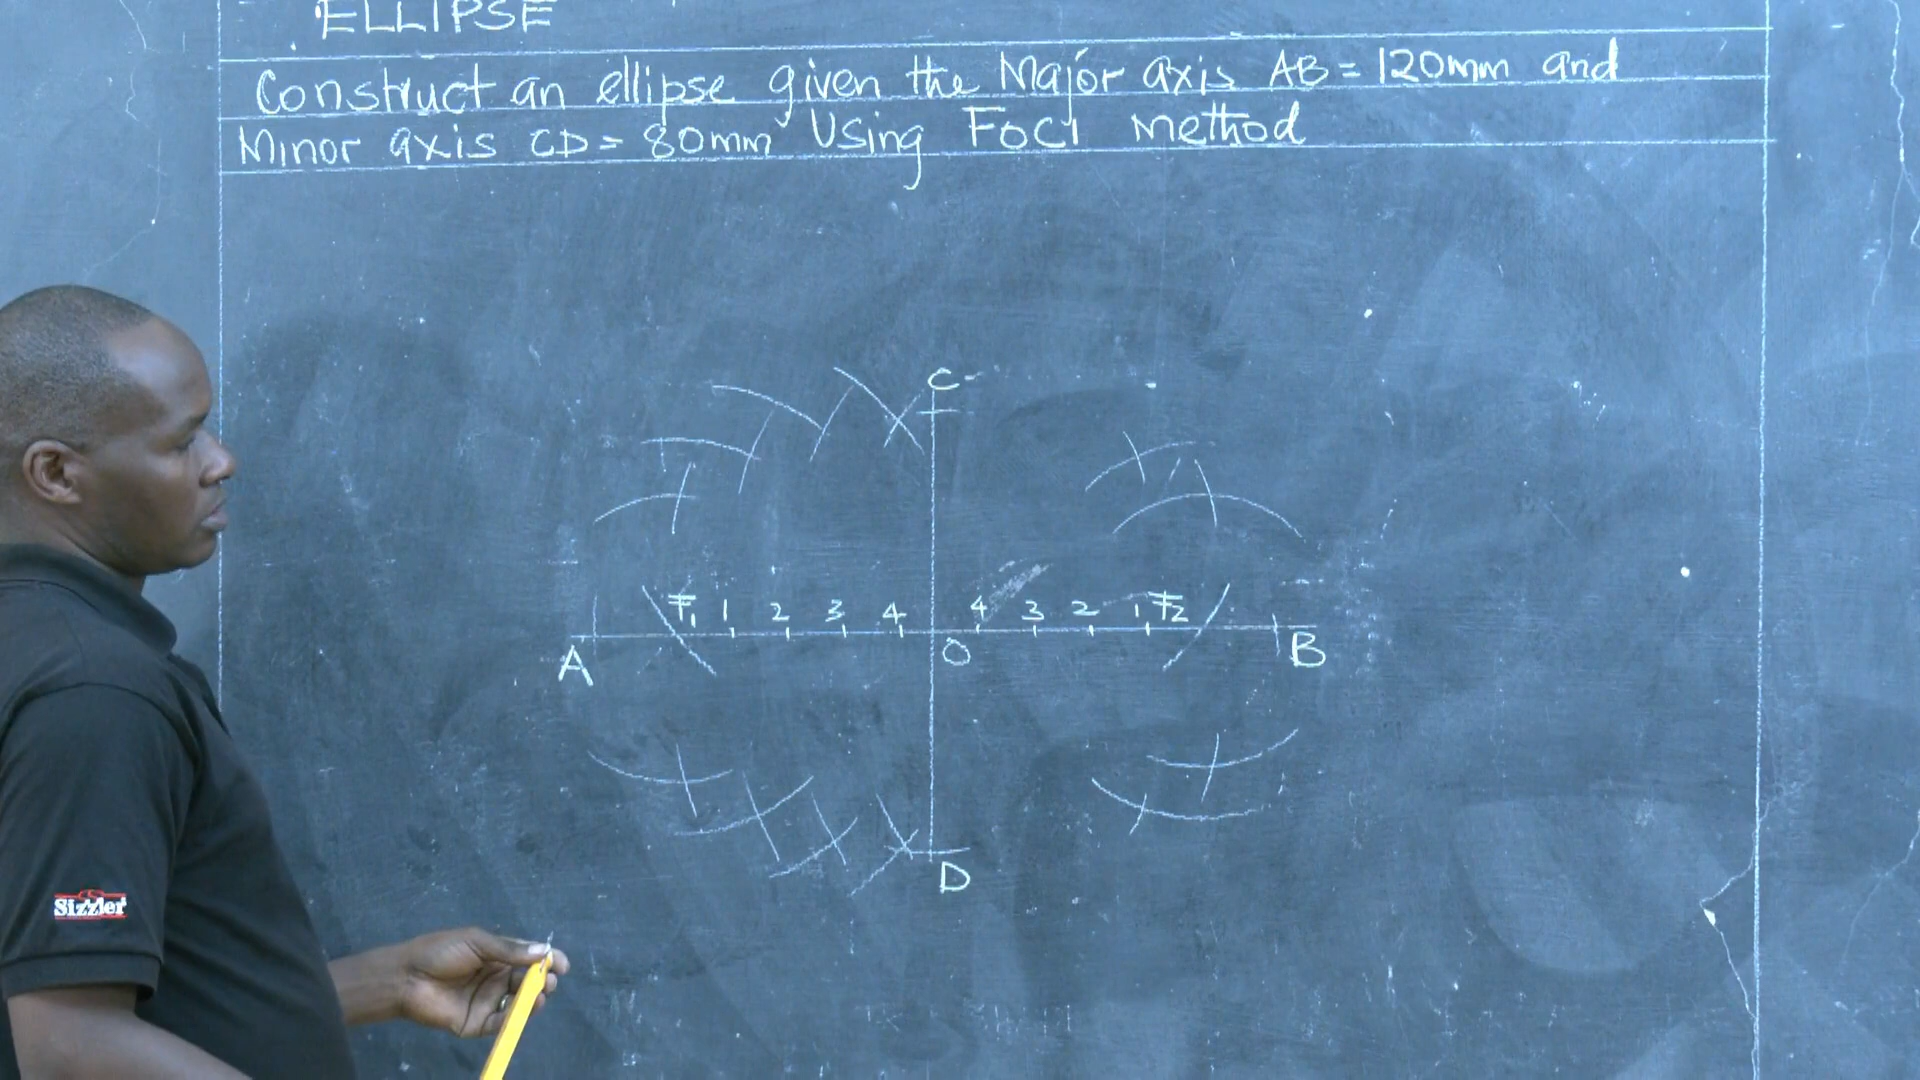 ELLIPSE
Construct an ellipse given the Major axis AB = 120mm and
Minor axis CD = 80mm Using FOCI method
C
F1 1 2 3 4 4 3 2 1 F2
A O B
D
Sizzler